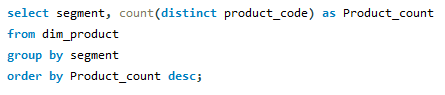 select segment, count(distinct product_code) as Product_count
from dim_product
group by segment
order by Product_count desc;